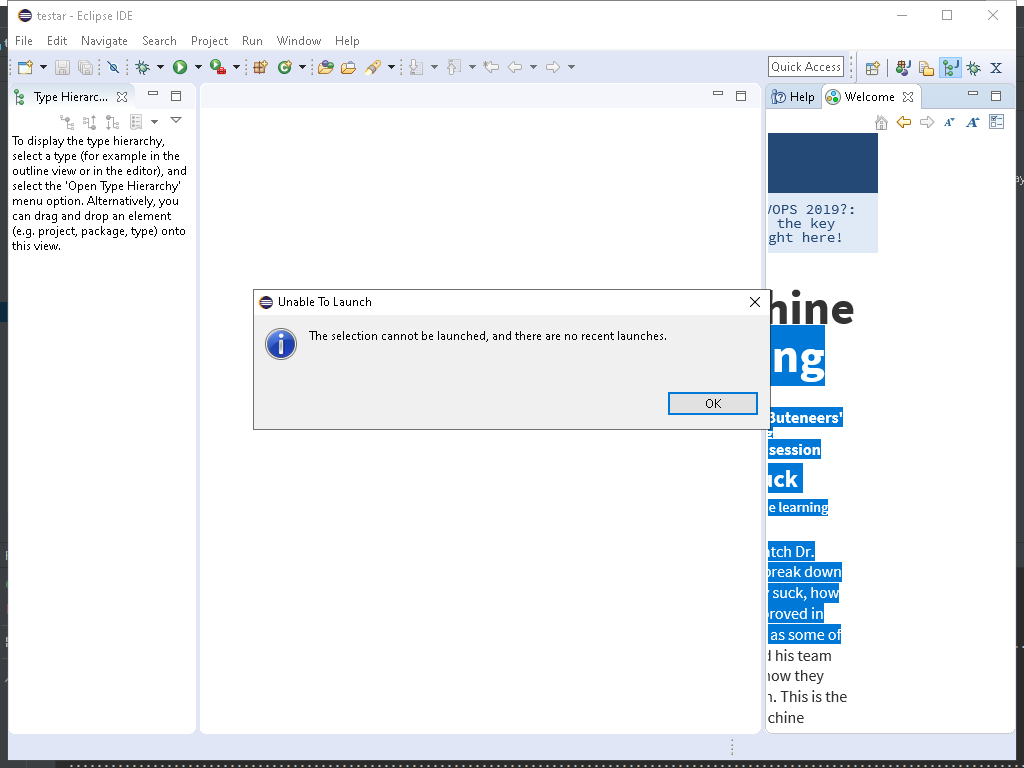 testar - Eclipse IDE
File Edit Navigate Search Project Run Window Help
Quick Access
Type Hierarc...
Help Welcome
To display the type hierarchy,
select a type (for example in the
outline view or in the editor), and
select the 'Open Type Hierarchy'
menu option. Alternatively, you
can drag and drop an element
(e.g. project, package, type) onto
this view.
/OPS 2019?:
the key
ght here!
Unable To Launch
The selection cannot be launched, and there are no recent launches.
OK
hine
ng
Buteneers'
g
session
uck
e learning
atch Dr.
break down
y suck, how
proved in
as some of
d his team
how they
n. This is the
chine